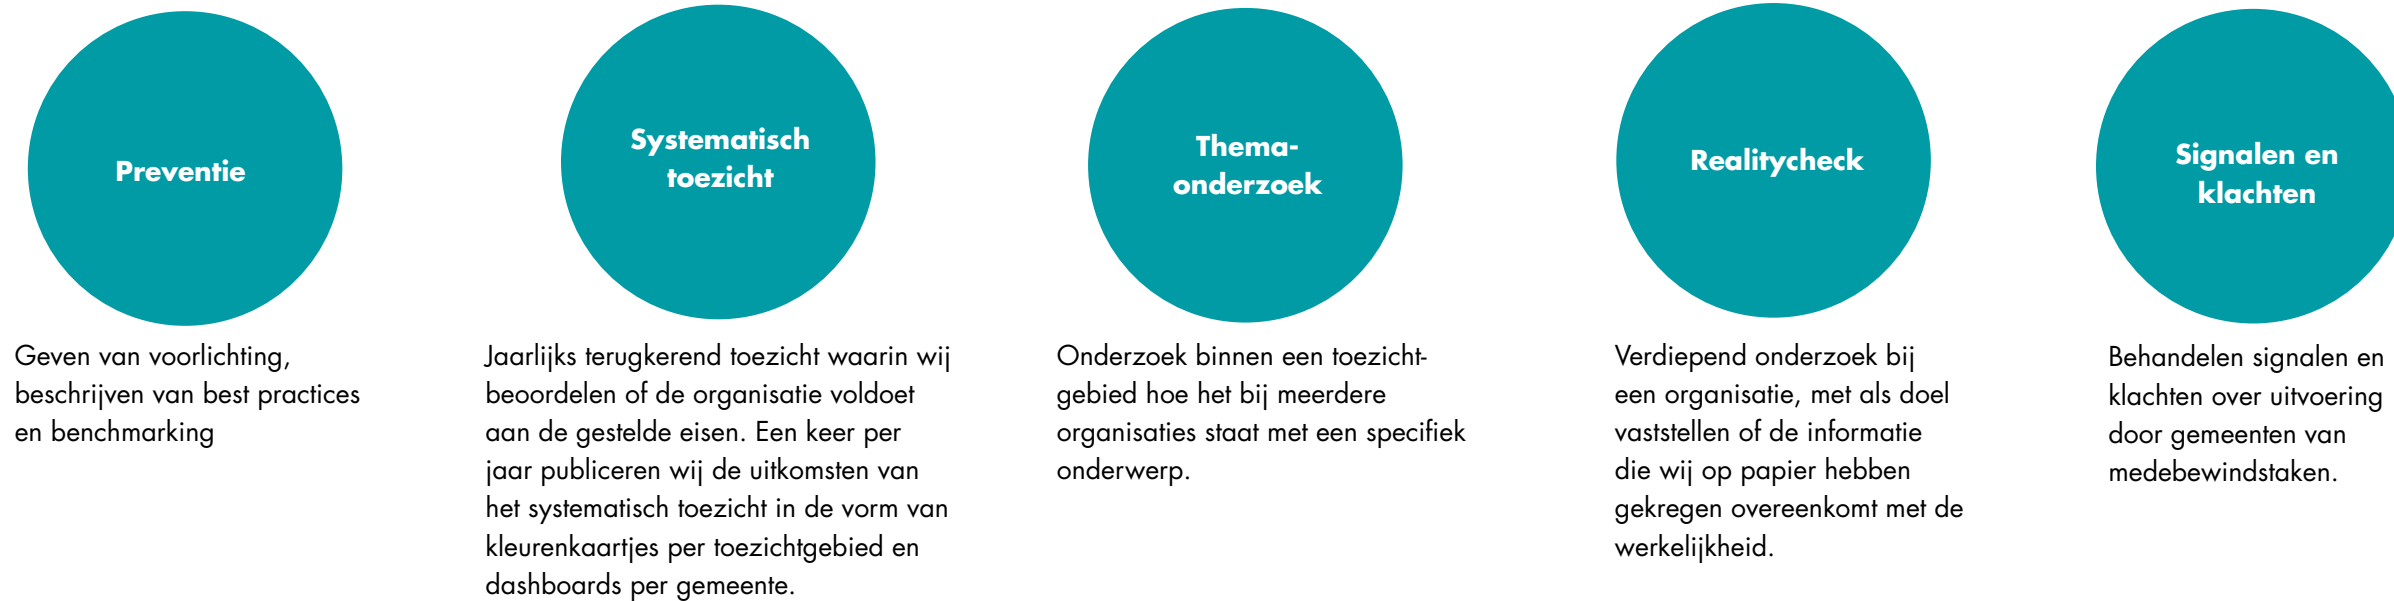 Preventie
Geven van voorlichting,
beschrijven van best practices
en benchmarking
Systematisch
toezicht
Jaarlijks terugkerend toezicht waarin wij
beoordelen of de organisatie voldoet
aan de gestelde eisen. Een keer per
jaar publiceren wij de uitkomsten van
het systematisch toezicht in de vorm van
kleurenkaartjes per toezichtgebied en
dashboards per gemeente.
Thema-
onderzoek
Onderzoek binnen een toezicht-
gebied hoe het bij meerdere
organisaties staat met een specifiek
onderwerp.
Realitycheck
Verdiepend onderzoek bij
een organisatie, met als doel
vaststellen of de informatie
die wij op papier hebben
gekregen overeenkomt met de
werkelijkheid.
Signalen en
klachten
Behandelen signalen en
klachten over uitvoering
door gemeenten van
medebewindstaken.